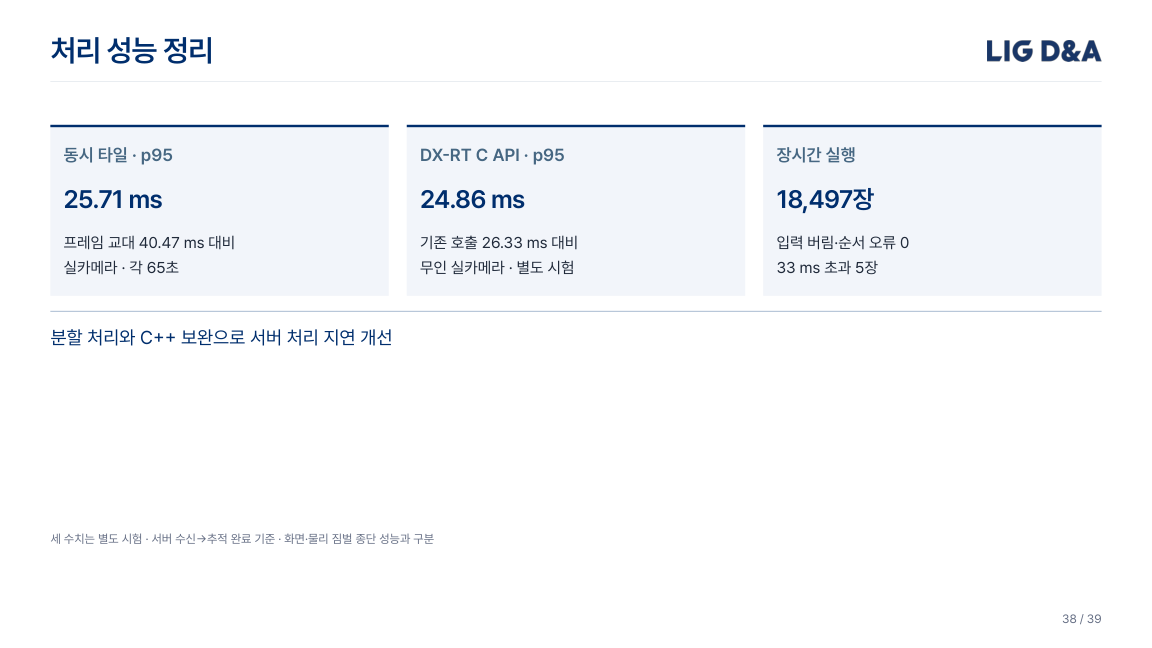 처리 성능 정리
LIG D&A
동시 타일 · p95
25.71 ms
프레임 교대 40.47 ms 대비
실카메라 · 각 65초
DX-RT C API · p95
24.86 ms
기존 호출 26.33 ms 대비
무인 실카메라 · 별도 시험
장시간 실행
18,497장
입력 버림·순서 오류 0
33 ms 초과 5장
분할 처리와 C++ 보완으로 서버 처리 지연 개선
세 수치는 별도 시험 · 서버 수신→추적 완료 기준 · 화면·물리 짐벌 종단 성능과 구분
38 / 39